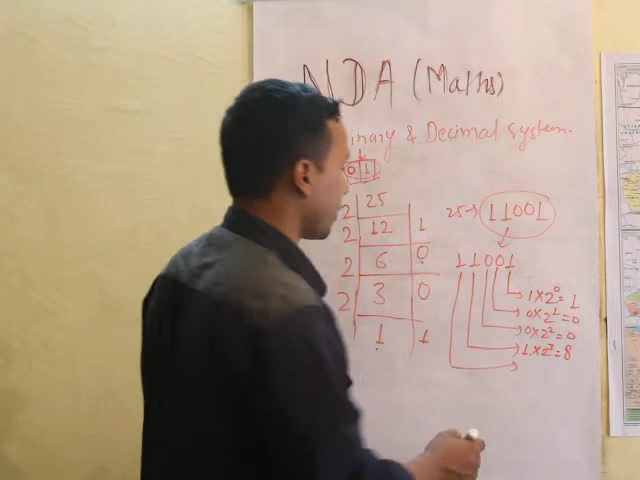 NDA (Maths)
inary & Decimal system.
0 1
2 25
2 12 1
2 6 0
2 3 0
1 1
25→ 11001
11001
1×2⁰=1
0×2¹=0
0×2²=0
1×2³=8